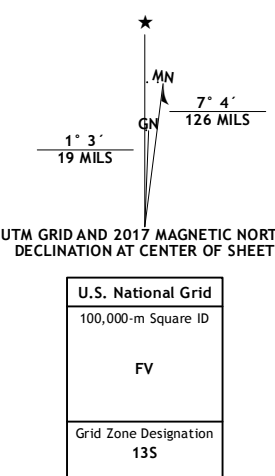 ★
MN
GN
7° 4´
126 MILS
1° 3´
19 MILS
UTM GRID AND 2017 MAGNETIC NORT
DECLINATION AT CENTER OF SHEET
U.S. National Grid
100,000-m Square ID
FV
Grid Zone Designation
13S